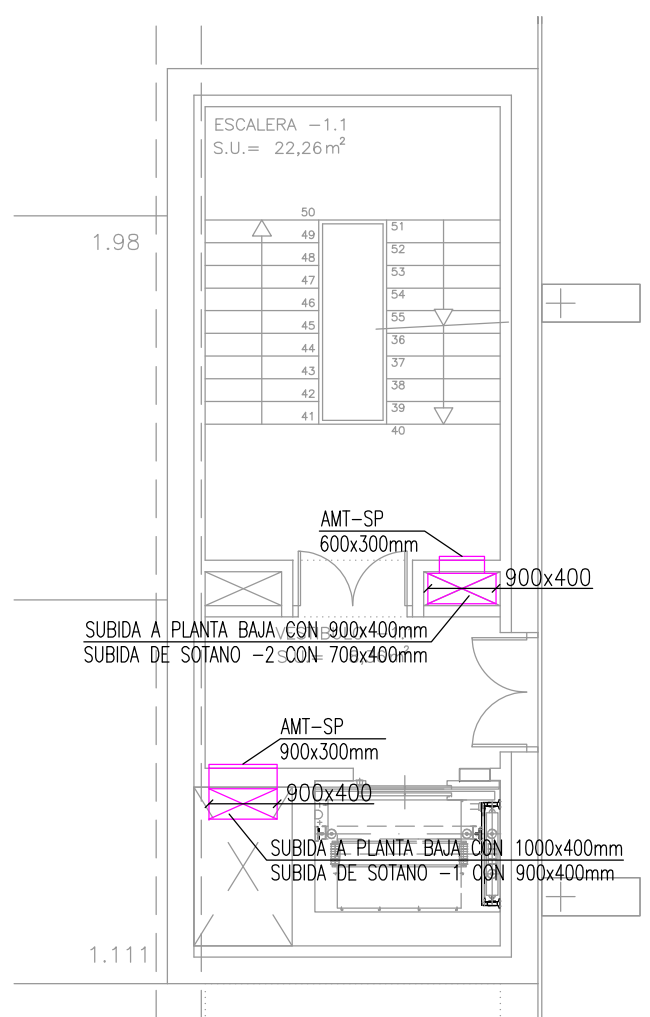 ESCALERA -1.1
S.U.= 22,26m²
1.98
50
49
48
47
46
45
44
43
42
41
51
52
53
54
55
36
37
38
39
40
AMT-SP
600x300mm
900x400
SUBIDA A PLANTA BAJA CON 900x400mm
SUBIDA DE SOTANO -2 CON 700x400mm
AMT-SP
900x300mm
900x400
SUBIDA A PLANTA BAJA CON 1000x400mm
SUBIDA DE SOTANO -1 CON 900x400mm
1.111